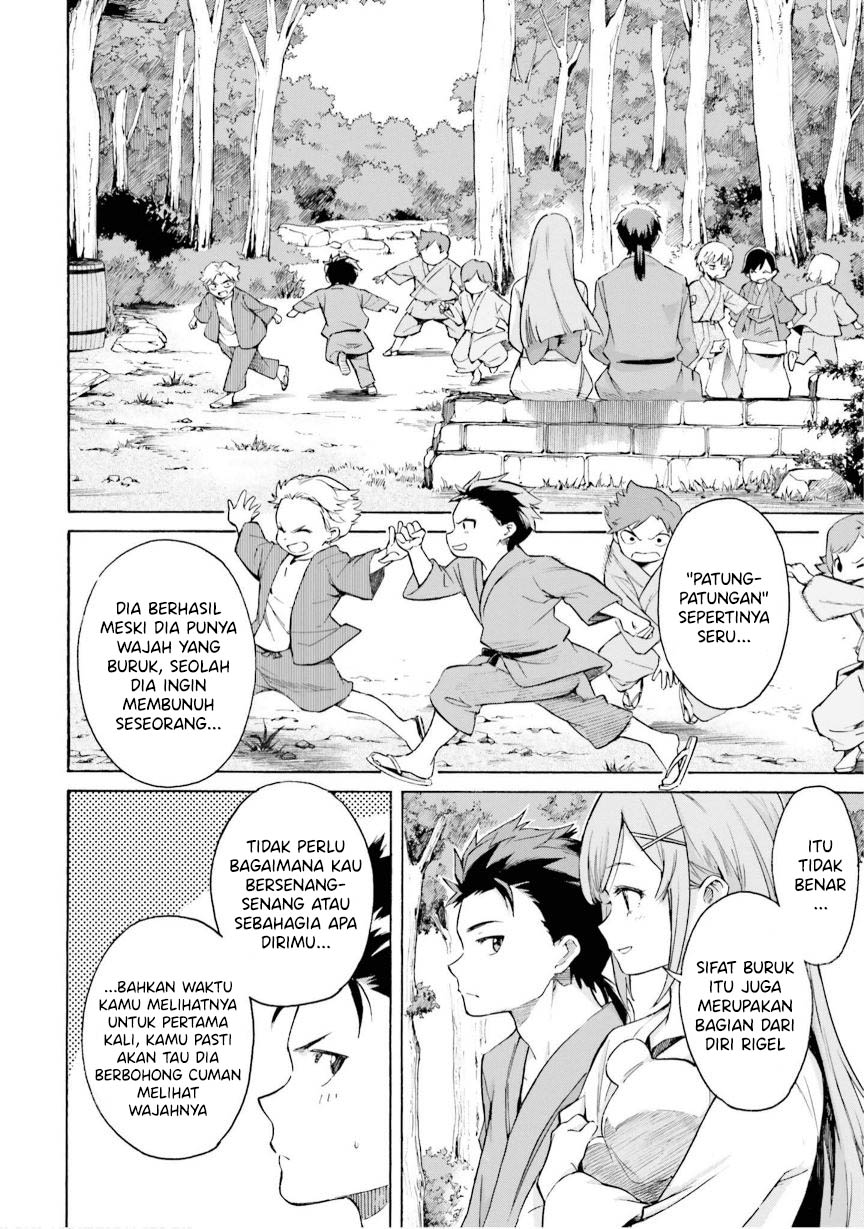 "PATUNG-
PATUNGAN"
SEPERTINYA
SERU...
DIA BERHASIL
MESKI DIA PUNYA
WAJAH YANG
BURUK, SEOLAH
DIA INGIN
MEMBUNUH
SESEORANG...
ITU
TIDAK
BENAR
...
SIFAT BURUK
ITU JUGA
MERUPAKAN
BAGIAN DARI
DIRI RIGEL
TIDAK PERLU
BAGAIMANA KAU
BERSENANG-
SENANG ATAU
SEBAHAGIA APA
DIRIMU...
...BAHKAN WAKTU
KAMU MELIHATNYA
UNTUK PERTAMA
KALI, KAMU PASTI
AKAN TAU DIA
BERBOHONG CUMAN
MELIHAT
WAJAHNYA